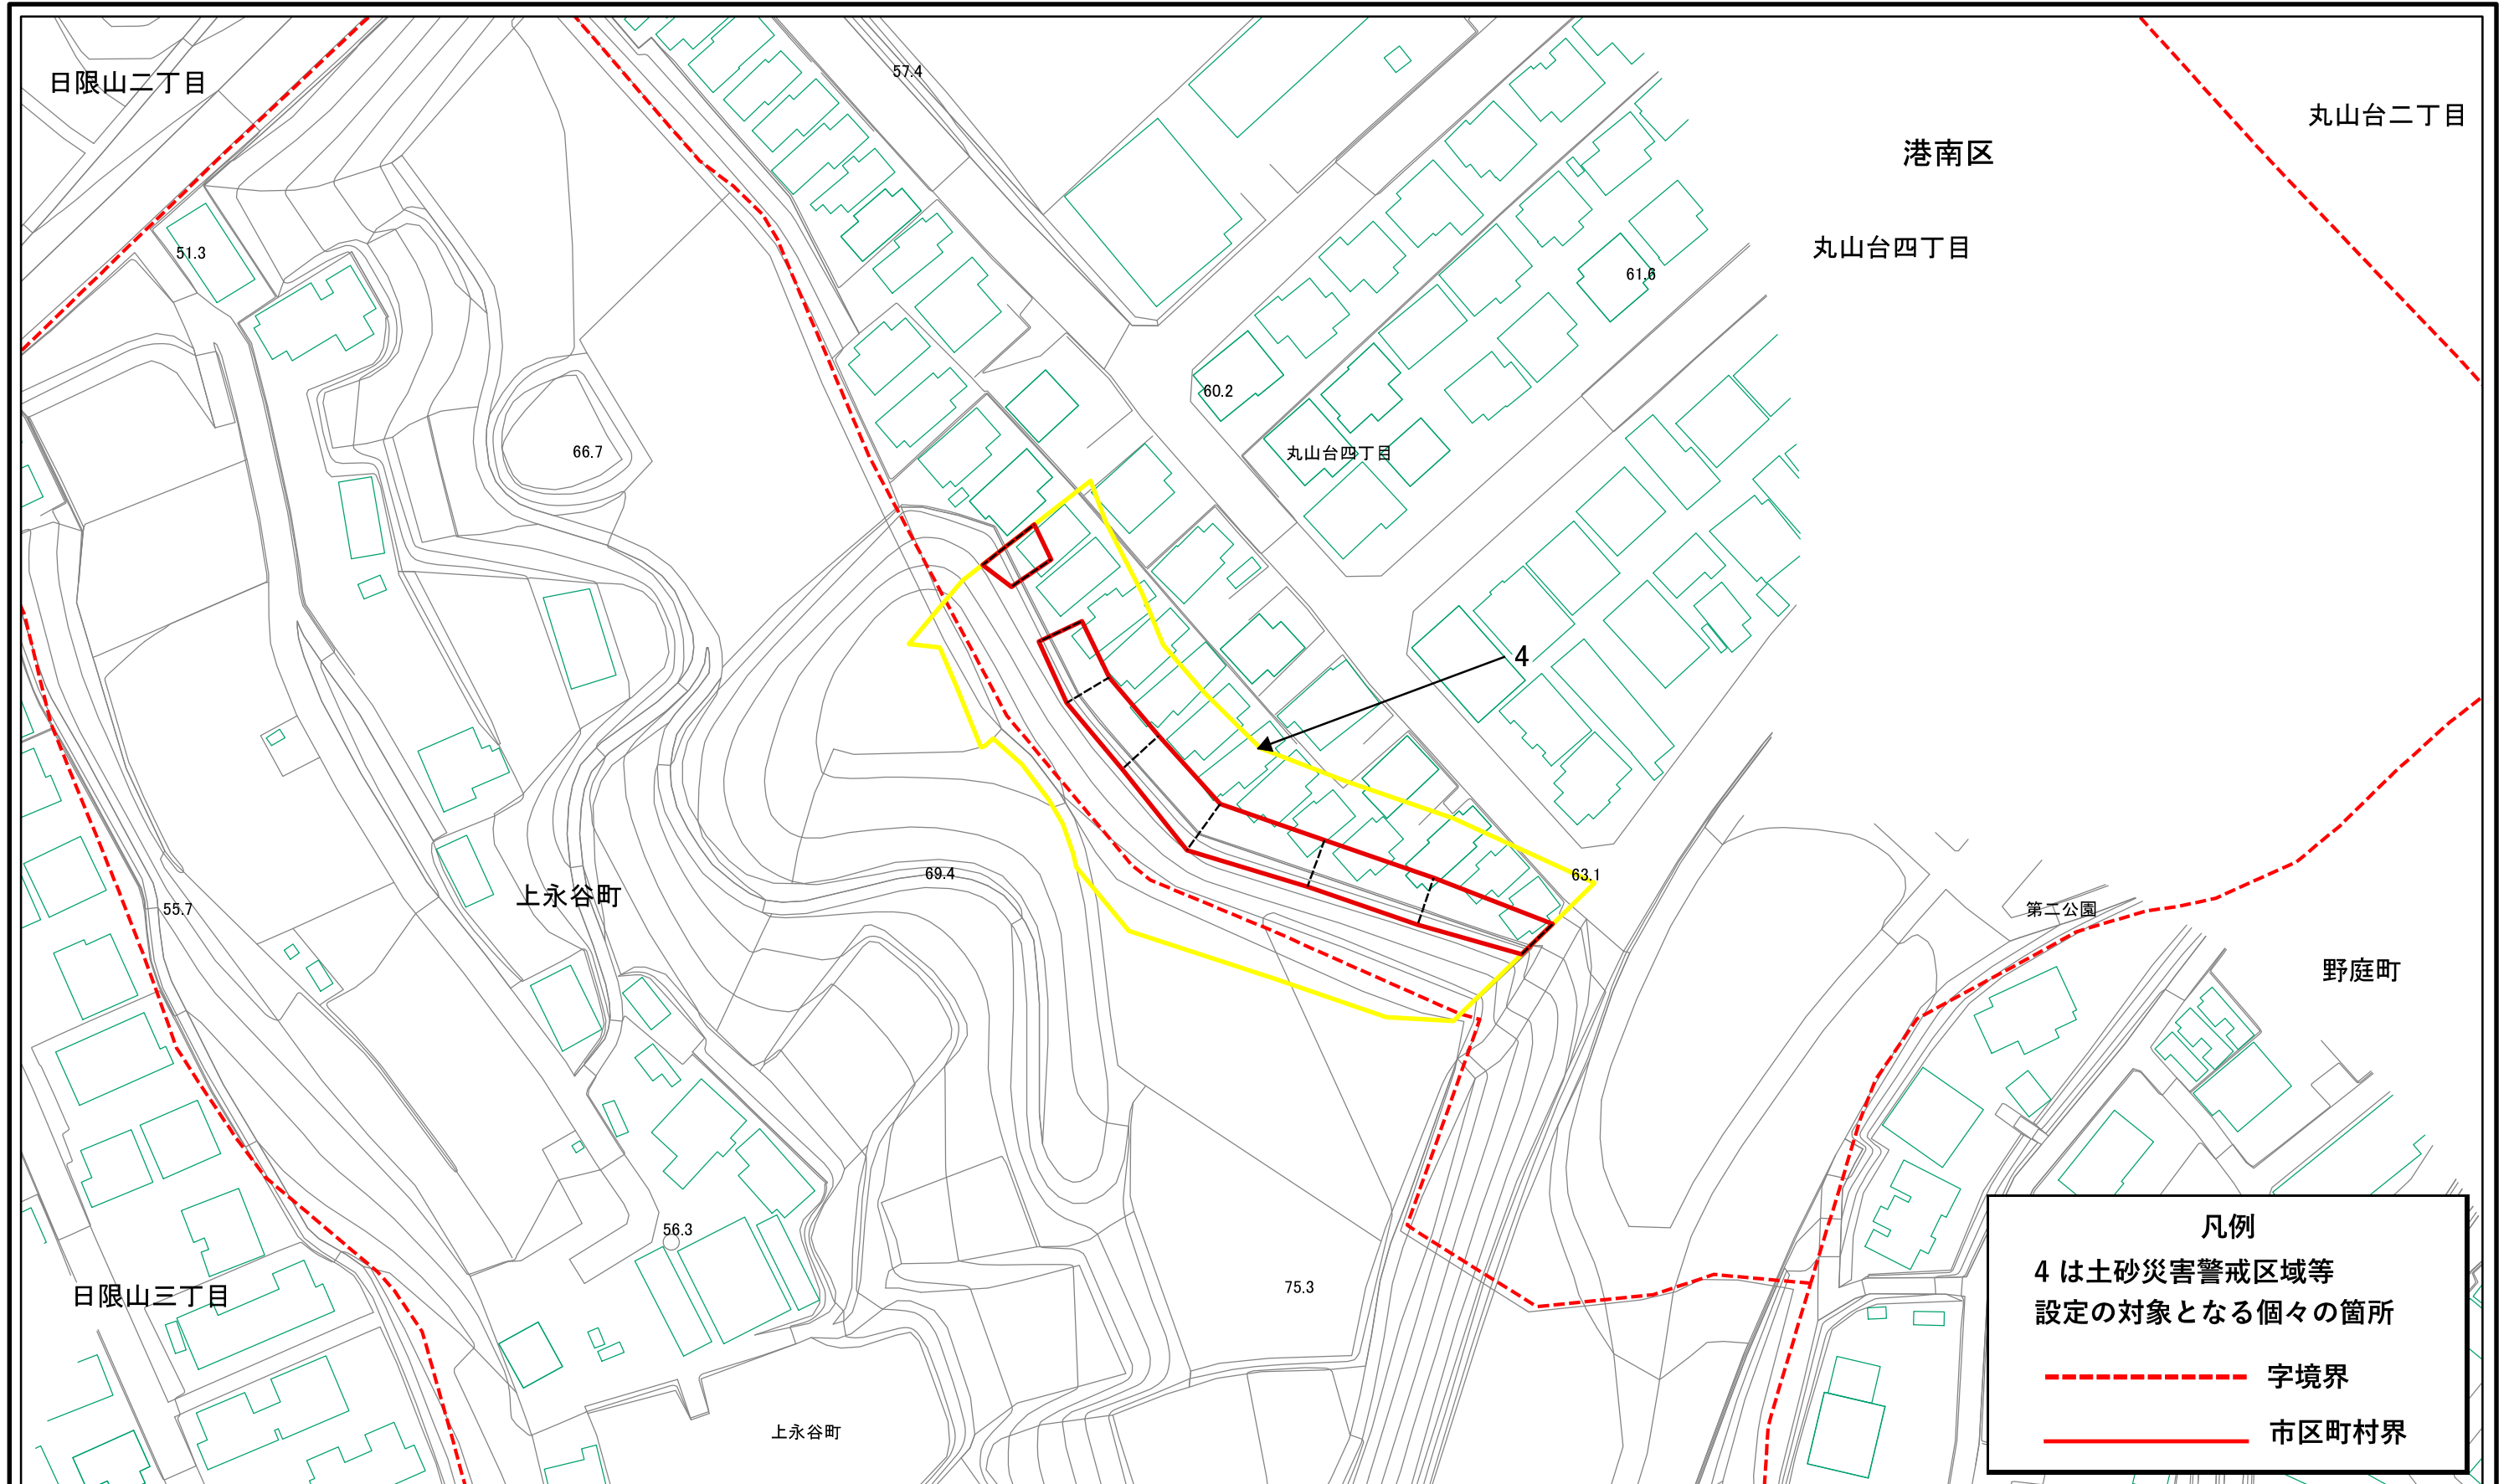 57.4
日限山二丁目
丸山台二丁目
港南区
丸山台四丁目
51.3
61.6
60.2
66.7
丸山台四丁目
4
63.1
69.4
上永谷町
55.7
第二公園
野庭町
56.3
75.3
日限山三丁目
上永谷町
凡例
4 は土砂災害警戒区域等
設定の対象となる個々の箇所
字境界
市区町村界